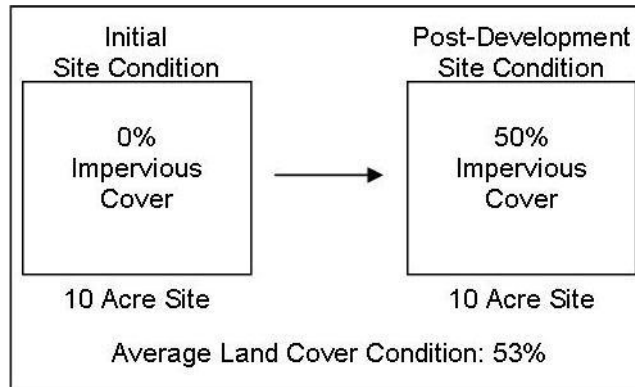 Initial
Site Condition
0%
Impervious
Cover
10 Acre Site
Post-Development
Site Condition
50%
Impervious
Cover
10 Acre Site
Average Land Cover Condition: 53%